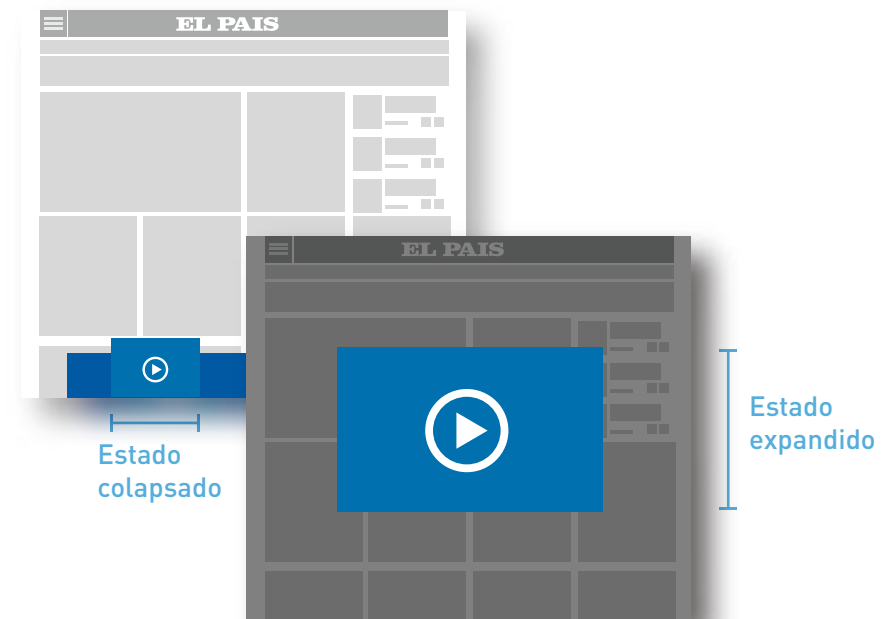 EL PAIS
EL PAIS
Estado
colapsado
Estado
expandido